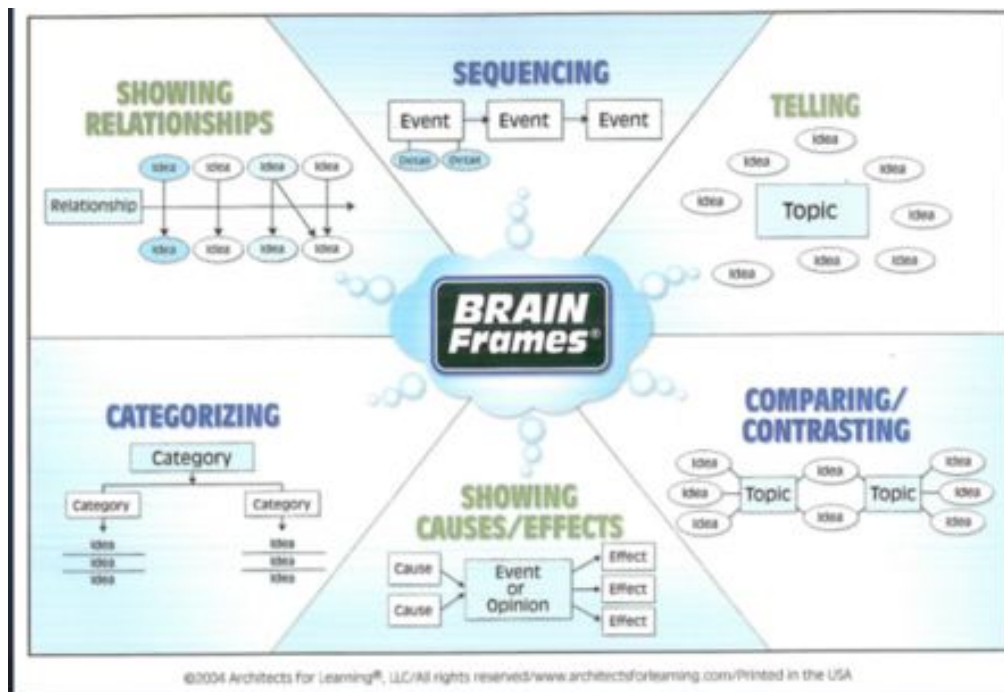 SHOWING
RELATIONSHIPS
Idea Idea Idea Idea
Relationship
Idea Idea Idea Idea
SEQUENCING
Event Event Event
Detail Detail
TELLING
Idea
Idea Idea
Idea Topic Idea
Idea Idea Idea
BRAIN
Frames®
CATEGORIZING
Category
Category Category
Idea Idea
Idea Idea
Idea Idea
SHOWING
CAUSES/EFFECTS
Cause Event Effect
or Effect
Cause Opinion Effect
COMPARING/
CONTRASTING
Idea Idea Idea
Idea Topic Topic Idea
Idea Idea Idea
©2004 Architects for Learning®, LLC/All rights reserved/www.architectsforlearning.com/Printed in the USA